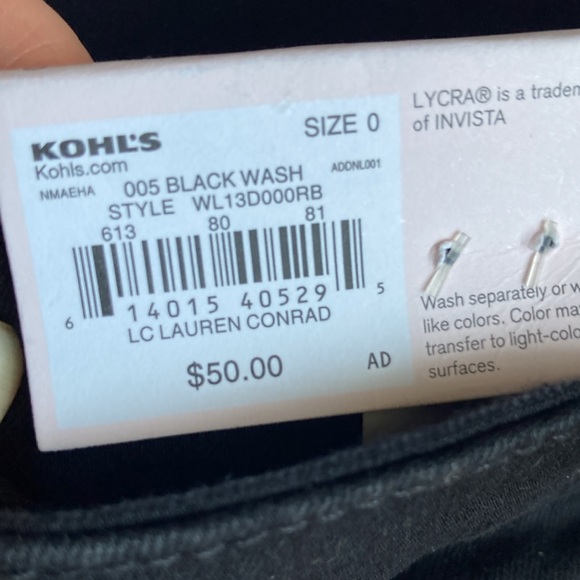 KOHL'S
Kohls.com
SIZE 0
NMAEHA 005 BLACK WASH ADDNL001
STYLE WL13D000RB
613 80 81
6 14015 40529 5
LC LAUREN CONRAD
$50.00 AD
LYCRA® is a tradem
of INVISTA
Wash separately or w
like colors. Color ma
transfer to light-colo
surfaces.